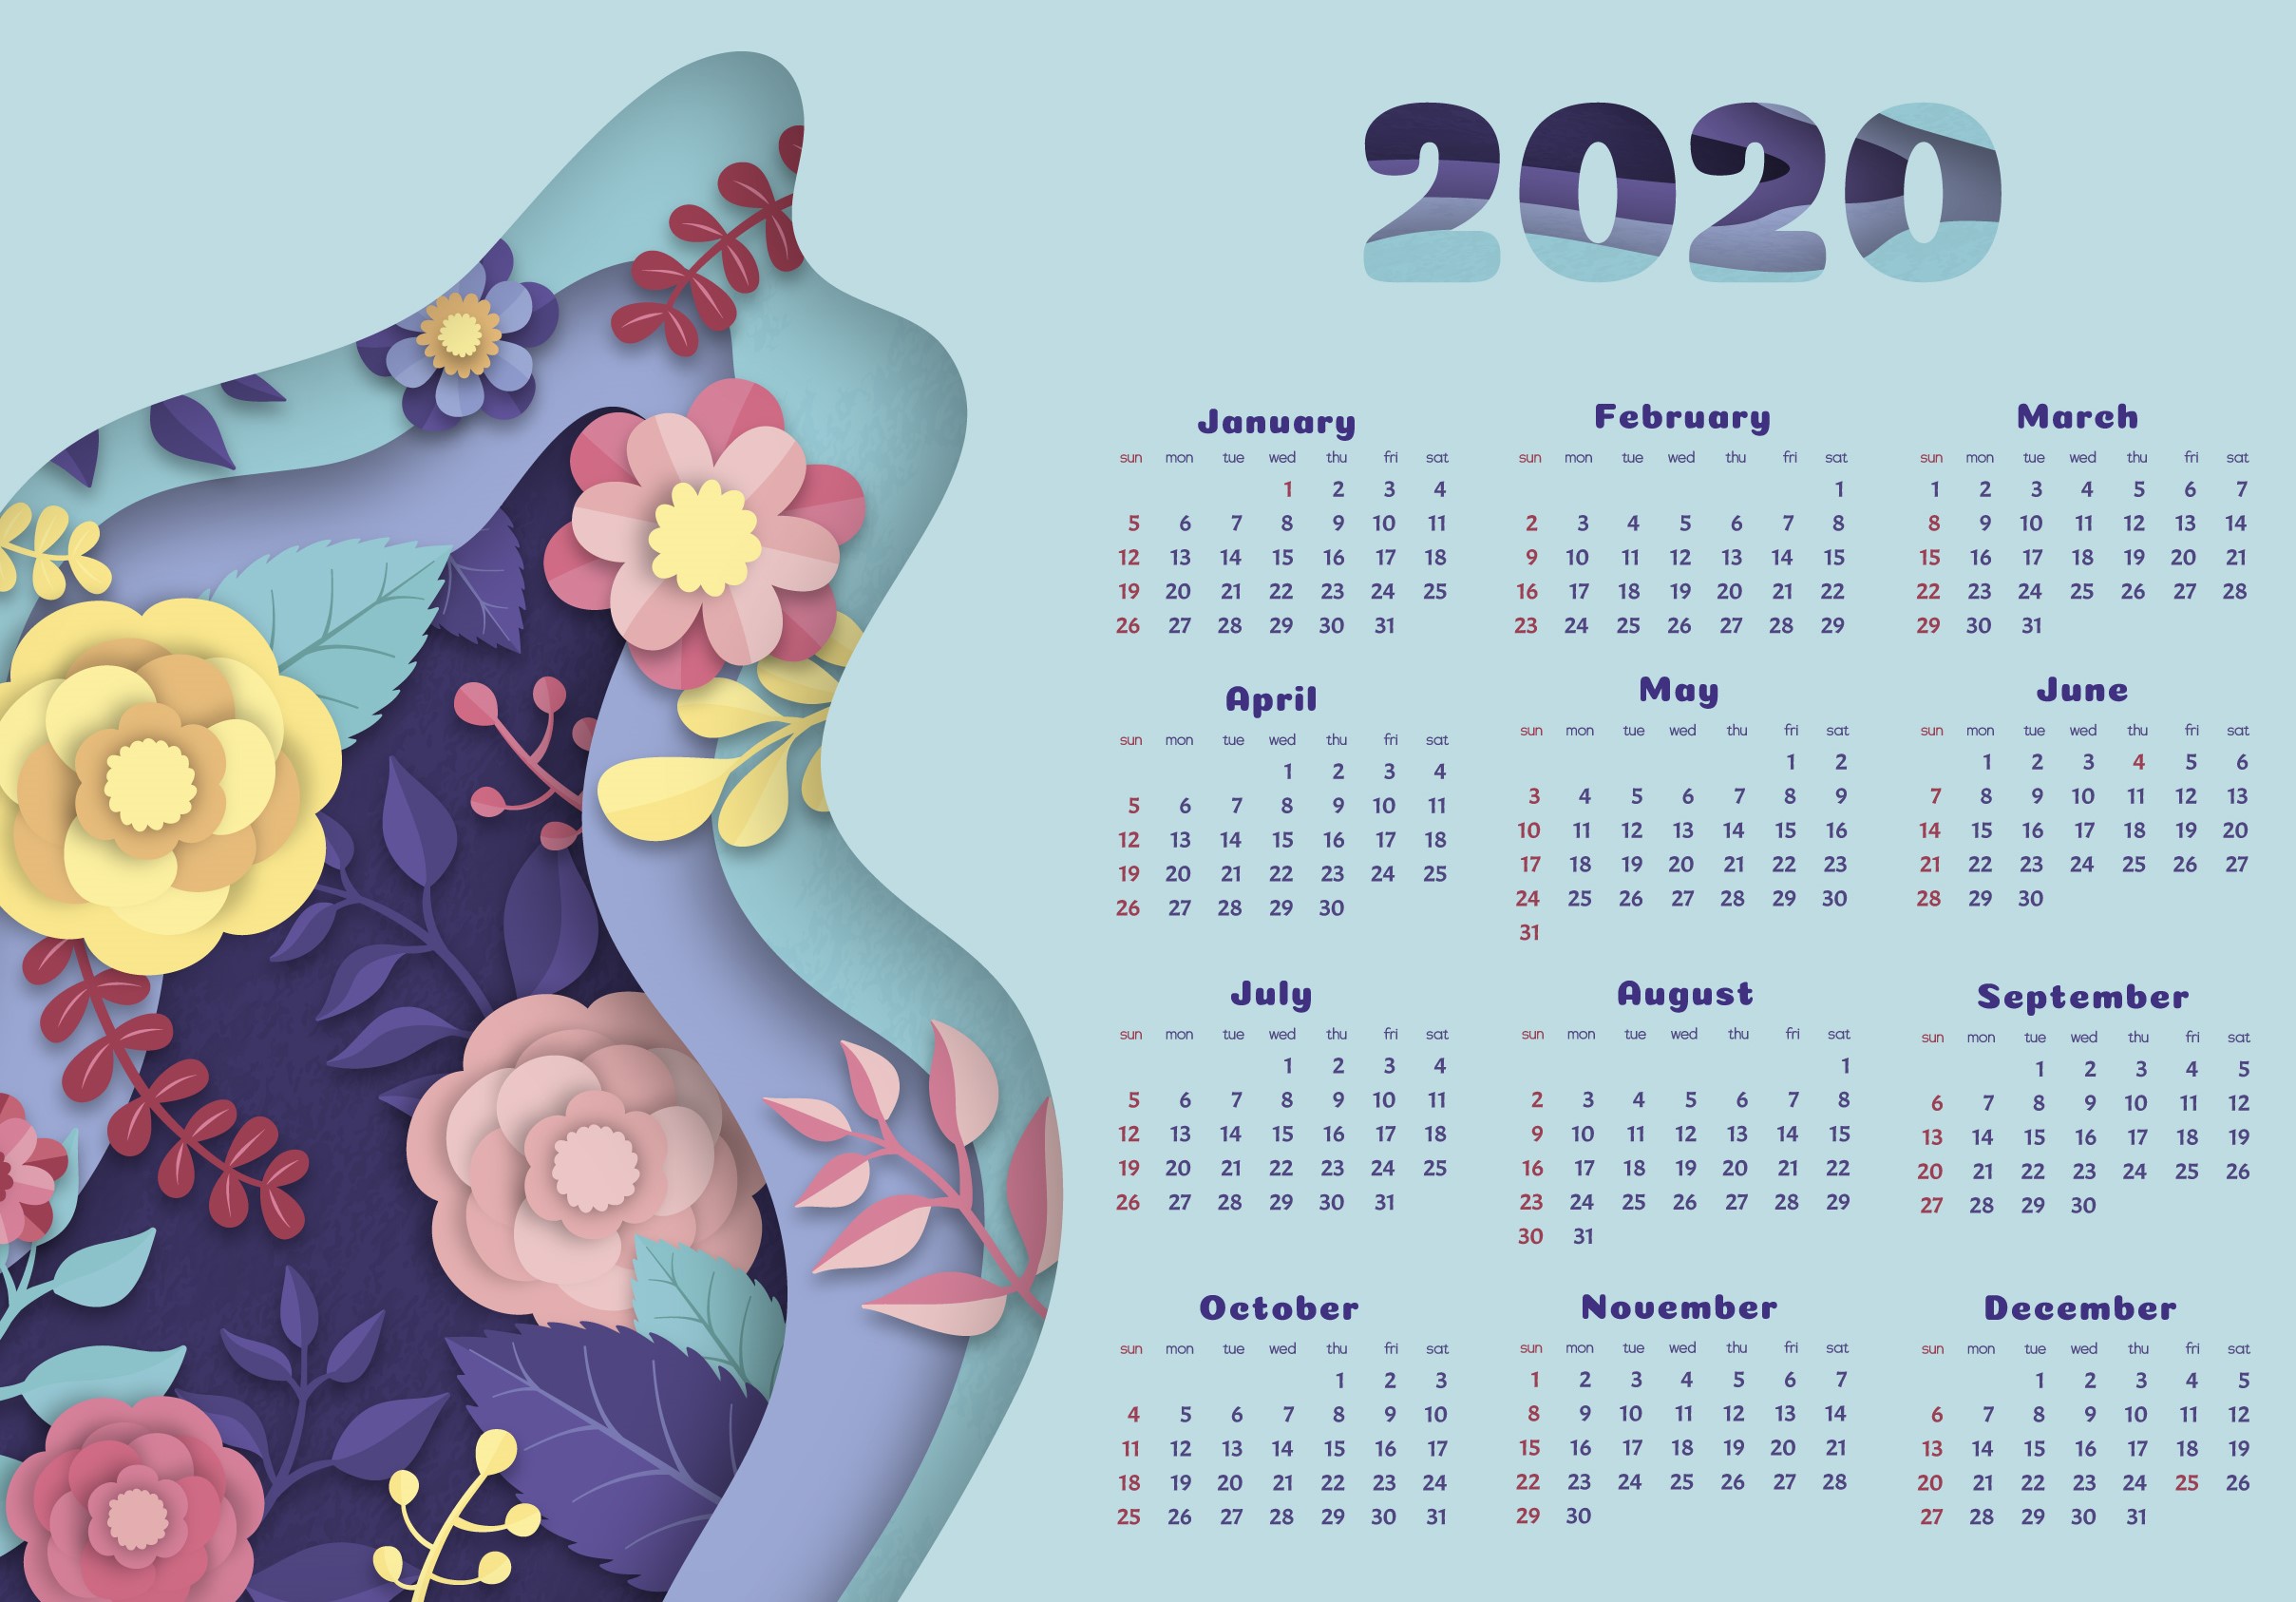 2020
January
sun mon tue wed thu fri sat
1 2 3 4
5 6 7 8 9 10 11
12 13 14 15 16 17 18
19 20 21 22 23 24 25
26 27 28 29 30 31
February
sun mon tue wed thu fri sat
1
2 3 4 5 6 7 8
9 10 11 12 13 14 15
16 17 18 19 20 21 22
23 24 25 26 27 28 29
March
sun mon tue wed thu fri sat
1 2 3 4 5 6 7
8 9 10 11 12 13 14
15 16 17 18 19 20 21
22 23 24 25 26 27 28
29 30 31
April
sun mon tue wed thu fri sat
1 2 3 4
5 6 7 8 9 10 11
12 13 14 15 16 17 18
19 20 21 22 23 24 25
26 27 28 29 30
May
sun mon tue wed thu fri sat
1 2
3 4 5 6 7 8 9
10 11 12 13 14 15 16
17 18 19 20 21 22 23
24 25 26 27 28 29 30
31
June
sun mon tue wed thu fri sat
1 2 3 4 5 6
7 8 9 10 11 12 13
14 15 16 17 18 19 20
21 22 23 24 25 26 27
28 29 30
July
sun mon tue wed thu fri sat
1 2 3 4
5 6 7 8 9 10 11
12 13 14 15 16 17 18
19 20 21 22 23 24 25
26 27 28 29 30 31
August
sun mon tue wed thu fri sat
1
2 3 4 5 6 7 8
9 10 11 12 13 14 15
16 17 18 19 20 21 22
23 24 25 26 27 28 29
30 31
September
sun mon tue wed thu fri sat
1 2 3 4 5
6 7 8 9 10 11 12
13 14 15 16 17 18 19
20 21 22 23 24 25 26
27 28 29 30
October
sun mon tue wed thu fri sat
1 2 3
4 5 6 7 8 9 10
11 12 13 14 15 16 17
18 19 20 21 22 23 24
25 26 27 28 29 30 31
November
sun mon tue wed thu fri sat
1 2 3 4 5 6 7
8 9 10 11 12 13 14
15 16 17 18 19 20 21
22 23 24 25 26 27 28
29 30
December
sun mon tue wed thu fri sat
1 2 3 4 5
6 7 8 9 10 11 12
13 14 15 16 17 18 19
20 21 22 23 24 25 26
27 28 29 30 31